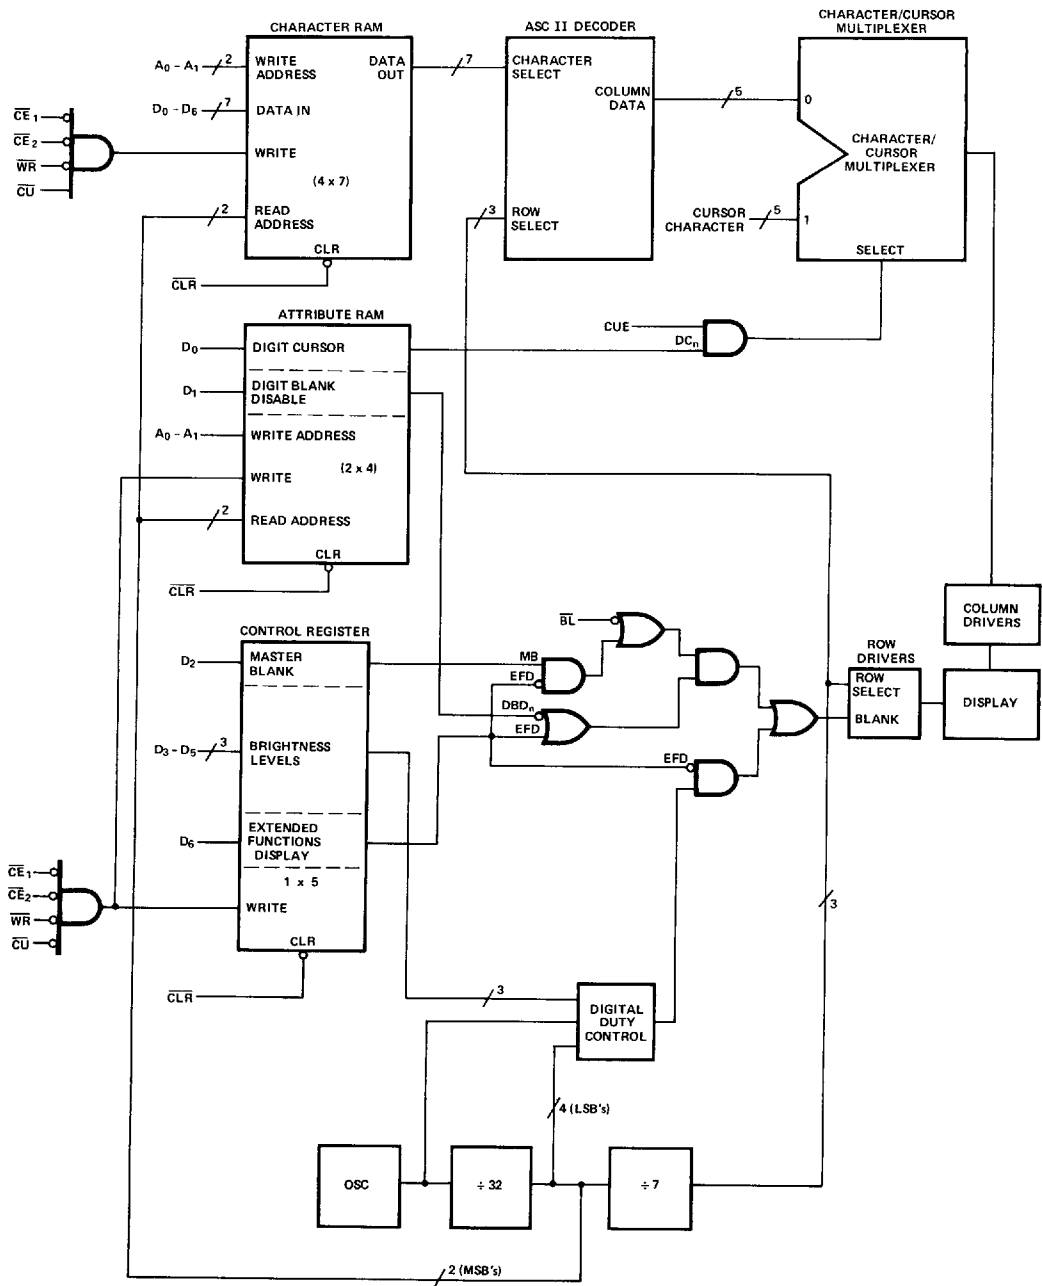 CHARACTER RAM
ASC II DECODER
CHARACTER/CURSOR
MULTIPLEXER
A0 - A1
2
WRITE
ADDRESS
DATA
OUT
7
CHARACTER
SELECT
COLUMN
DATA
5
0
D0 - D6
7
DATA IN
CE1
CE2
WR
CU
WRITE
(4 x 7)
CHARACTER/
CURSOR
MULTIPLEXER
2
READ
ADDRESS
3
ROW
SELECT
CURSOR
CHARACTER
5
1
CLR
SELECT
CLR
ATTRIBUTE RAM
CUE
DCn
D0
DIGIT CURSOR
D1
DIGIT BLANK
DISABLE
A0 - A1
WRITE ADDRESS
(2 x 4)
WRITE
2
READ ADDRESS
CLR
CLR
CONTROL REGISTER
BL
COLUMN
DRIVERS
D2
MASTER
BLANK
MB
EFD
ROW
DRIVERS
ROW
SELECT
BLANK
DISPLAY
DBDn
EFD
D3 - D5
3
BRIGHTNESS
LEVELS
EFD
D6
EXTENDED
FUNCTIONS
DISPLAY
1 x 5
CE1
CE2
WR
CU
WRITE
3
CLR
CLR
3
DIGITAL
DUTY
CONTROL
4 (LSB's)
OSC
÷ 32
÷ 7
2 (MSB's)